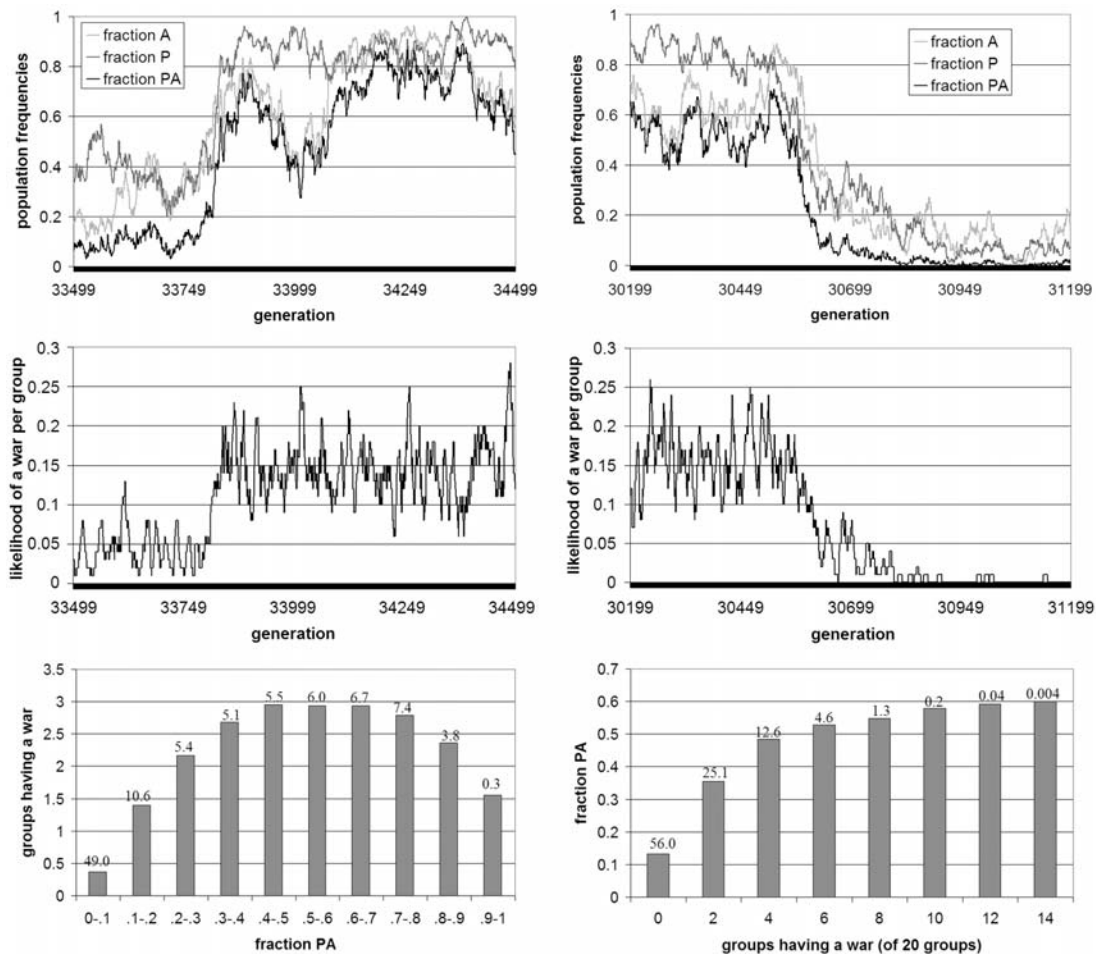 1
0.8
0.6
0.4
0.2
0
population frequencies
fraction A
fraction P
fraction PA
33499 33749 33999 34249 34499
generation
1
0.8
0.6
0.4
0.2
0
population frequencies
fraction A
fraction P
fraction PA
30199 30449 30699 30949 31199
generation
0.3
0.25
0.2
0.15
0.1
0.05
0
likelihood of a war per group
33499 33749 33999 34249 34499
generation
0.3
0.25
0.2
0.15
0.1
0.05
0
likelihood of a war per group
30199 30449 30699 30949 31199
generation
3.5
3
2.5
2
1.5
1
0.5
0
groups having a war
49.0 10.6 5.4 5.1 5.5 6.0 6.7 7.4 3.8 0.3
0-.1 .1-.2 .2-.3 .3-.4 .4-.5 .5-.6 .6-.7 .7-.8 .8-.9 .9-1
fraction PA
0.7
0.6
0.5
0.4
0.3
0.2
0.1
0
fraction PA
56.0 25.1 12.6 4.6 1.3 0.2 0.04 0.004
0 2 4 6 8 10 12 14
groups having a war (of 20 groups)